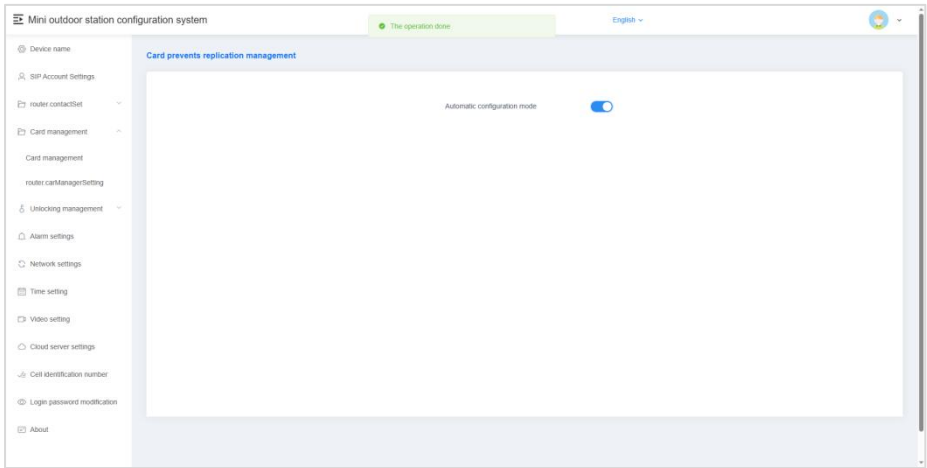 Mini outdoor station configuration system
The operation done
English
Device name
SIP Account Settings
router.contactSet
Card management
Card management
router.carManagerSetting
Unlocking management
Alarm settings
Network settings
Time setting
Video setting
Cloud server settings
Cell identification number
Login password modification
About
Card prevents replication management
Automatic configuration mode